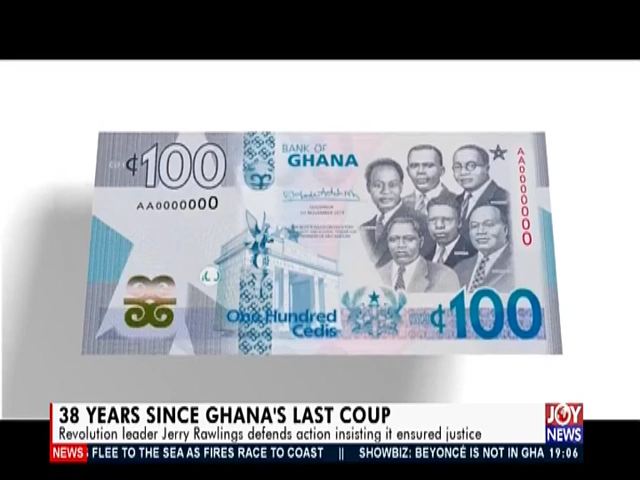 ¢100
BANK OF
GHANA
AA0000000
AA0000000
One Hundred
Cedis
¢100
38 YEARS SINCE GHANA'S LAST COUP
Revolution leader Jerry Rawlings defends action insisting it ensured justice
JOY
NEWS
NEWS FLEE TO THE SEA AS FIRES RACE TO COAST || SHOWBIZ: BEYONCÉ IS NOT IN GHA 19:06